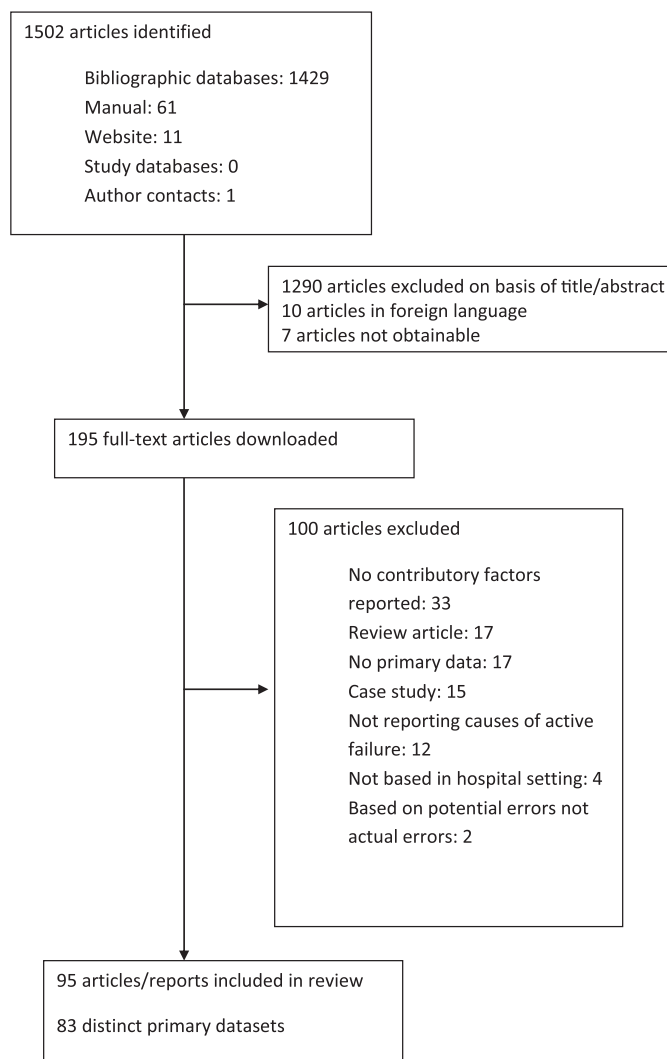 1502 articles identified
Bibliographic databases: 1429
Manual: 61
Website: 11
Study databases: 0
Author contacts: 1
1290 articles excluded on basis of title/abstract
10 articles in foreign language
7 articles not obtainable
195 full-text articles downloaded
100 articles excluded
No contributory factors
reported: 33
Review article: 17
No primary data: 17
Case study: 15
Not reporting causes of active
failure: 12
Not based in hospital setting: 4
Based on potential errors not
actual errors: 2
95 articles/reports included in review
83 distinct primary datasets